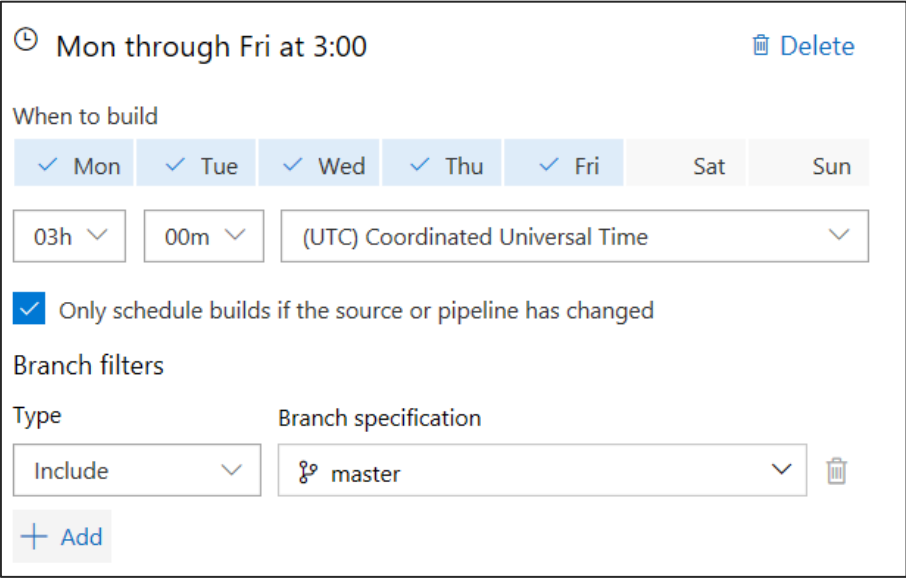 Mon through Fri at 3:00 Delete
When to build
Mon Tue Wed Thu Fri Sat Sun
03h 00m (UTC) Coordinated Universal Time
Only schedule builds if the source or pipeline has changed
Branch filters
Type Branch specification
Include master
+ Add